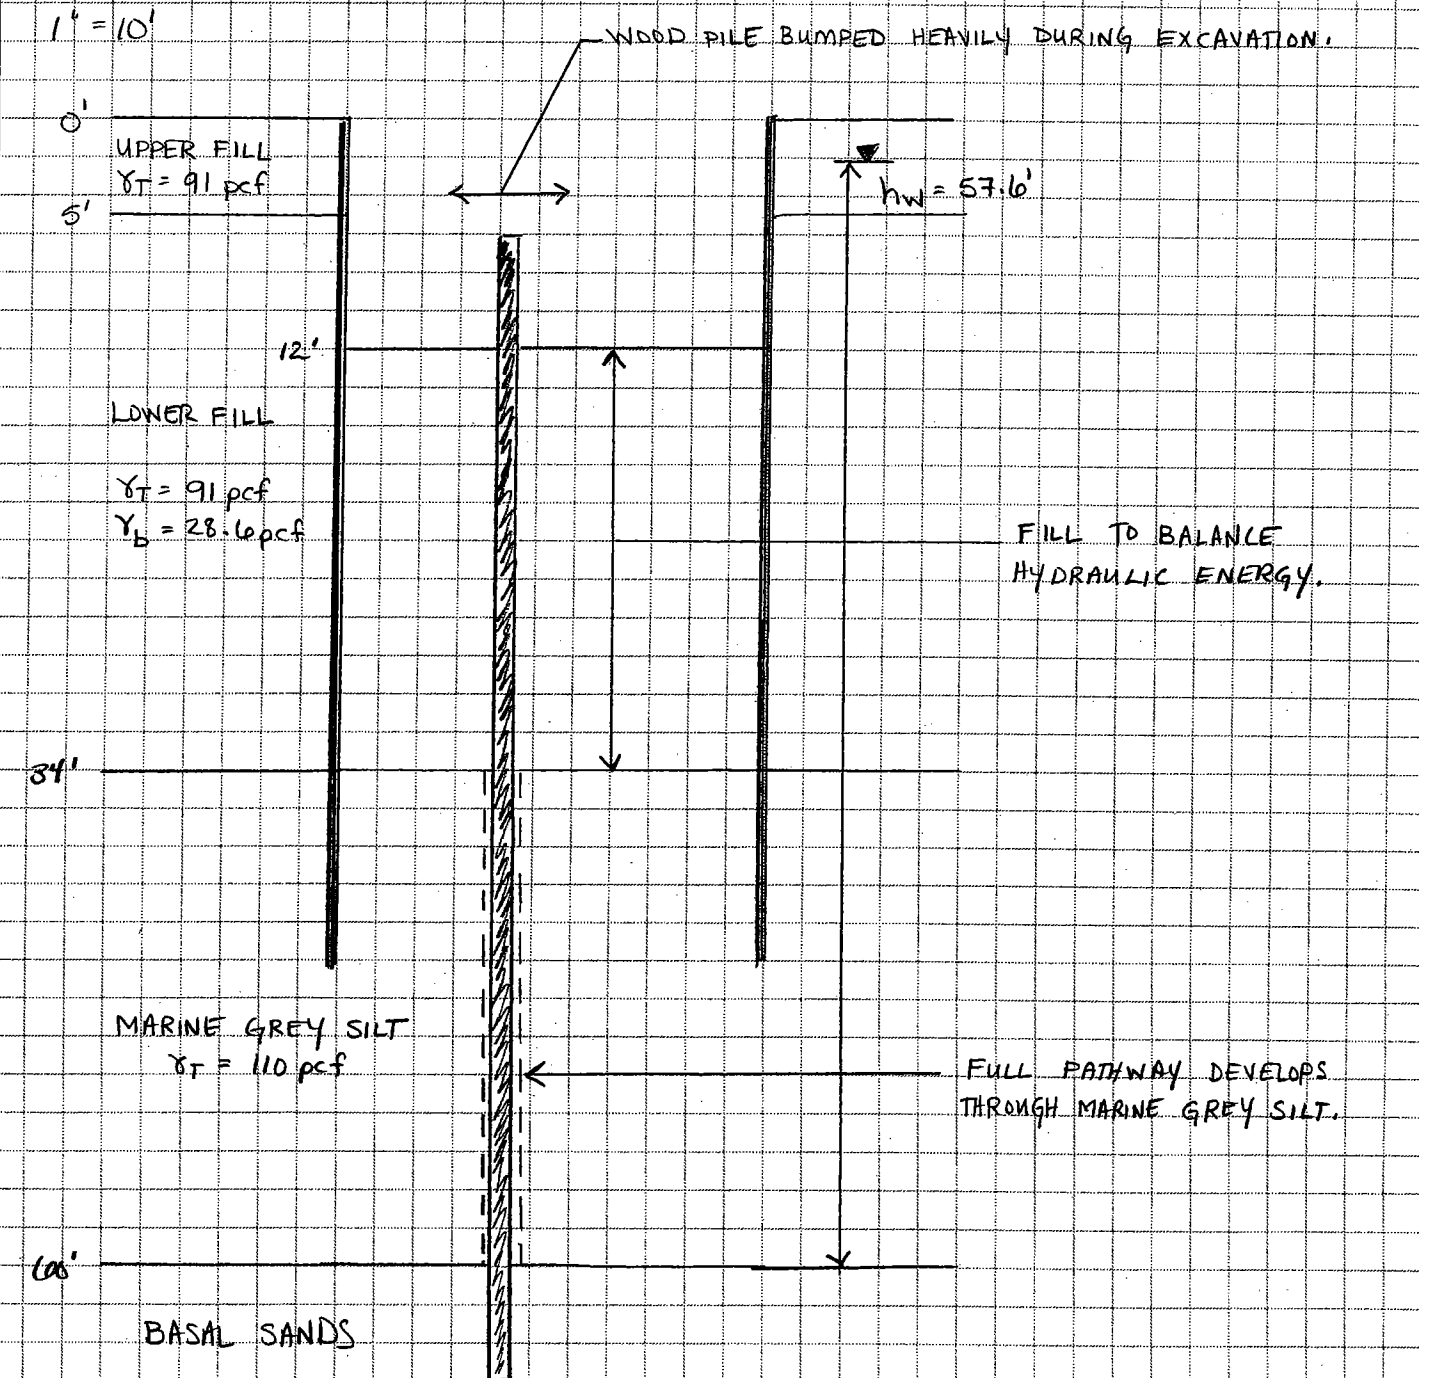 1" = 10'
WOOD PILE BUMPED HEAVILY DURING EXCAVATION.
0'
UPPER FILL
γT = 91 pcf
hw = 57.6'
5'
12'
LOWER FILL
γT = 91 pcf
γb = 28.6 pcf
FILL TO BALANCE
HYDRAULIC ENERGY.
34'
MARINE GREY SILT
γT = 110 pcf
FULL PATHWAY DEVELOPS
THROUGH MARINE GREY SILT.
60'
BASAL SANDS